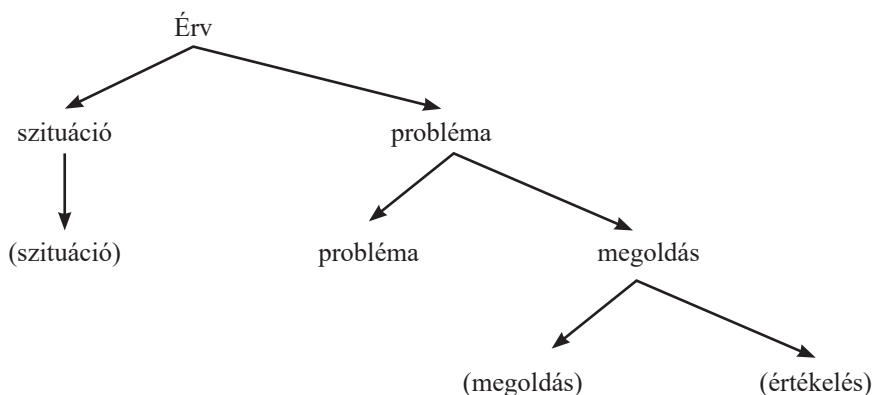 Érv
szituáció probléma
(szituáció) probléma megoldás
(megoldás) (értékelés)